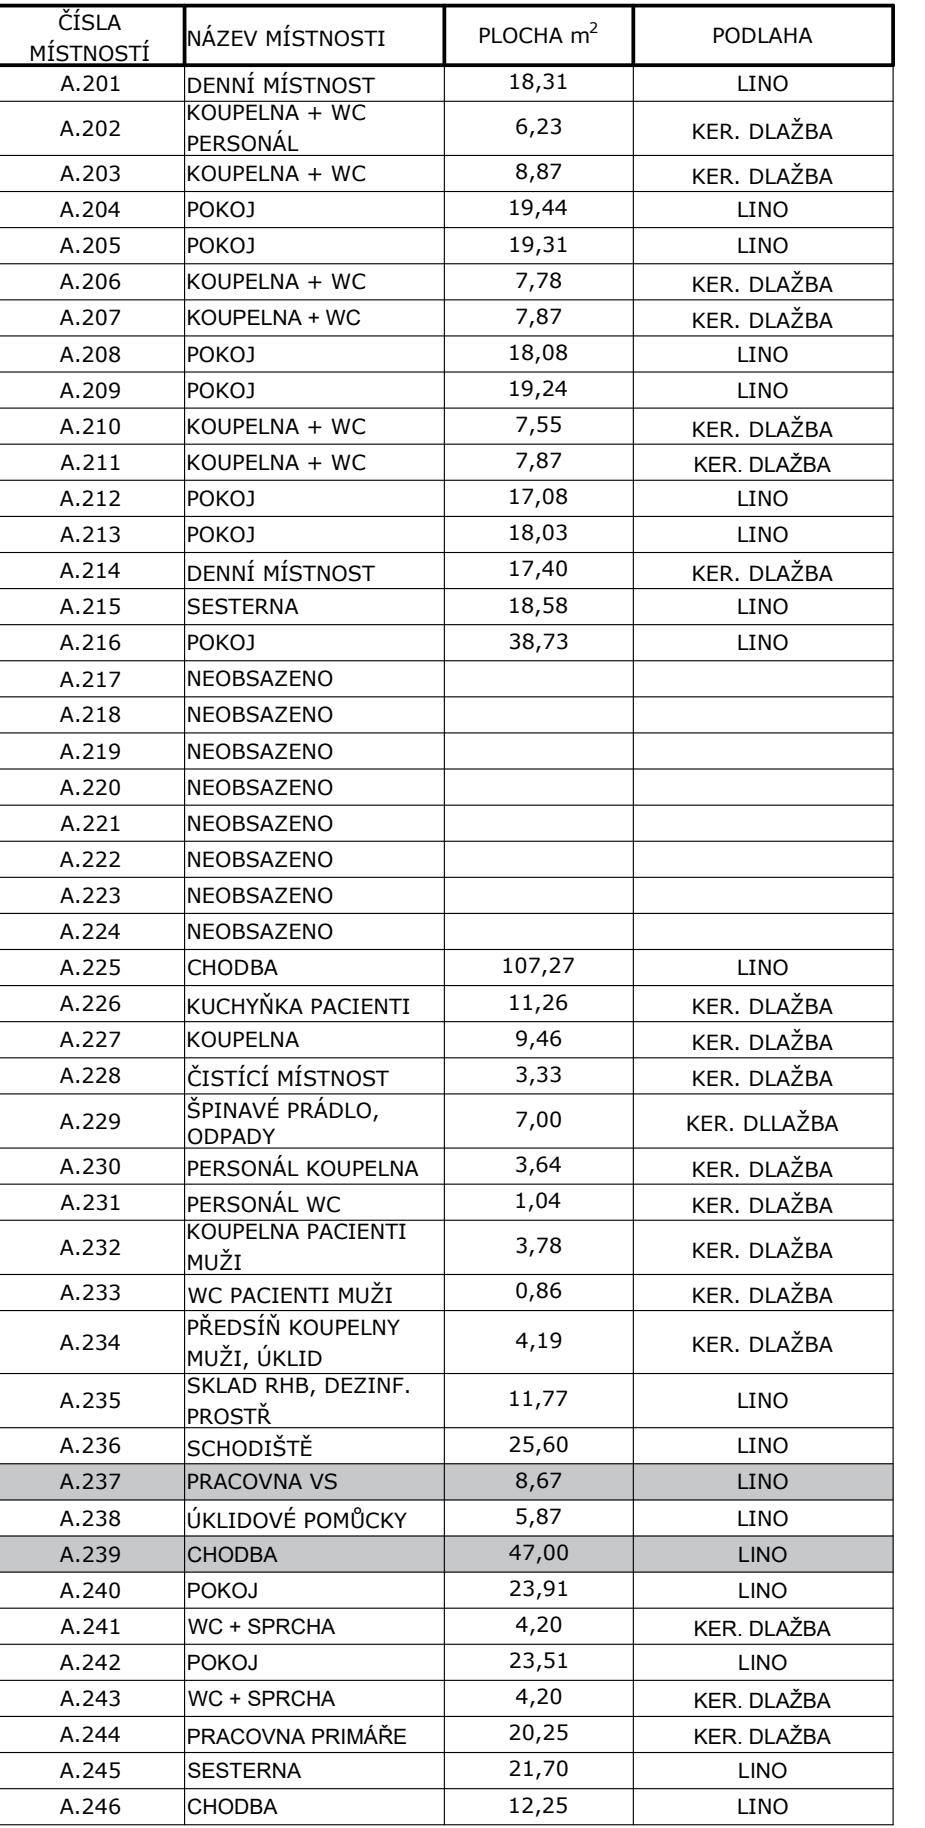 ČÍSLA MÍSTNOSTÍ NÁZEV MÍSTNOSTI PLOCHA m² PODLAHA
A.201 DENNÍ MÍSTNOST 18,31 LINO
A.202 KOUPELNA + WC PERSONÁL 6,23 KER. DLAŽBA
A.203 KOUPELNA + WC 8,87 KER. DLAŽBA
A.204 POKOJ 19,44 LINO
A.205 POKOJ 19,31 LINO
A.206 KOUPELNA + WC 7,78 KER. DLAŽBA
A.207 KOUPELNA + WC 7,87 KER. DLAŽBA
A.208 POKOJ 18,08 LINO
A.209 POKOJ 19,24 LINO
A.210 KOUPELNA + WC 7,55 KER. DLAŽBA
A.211 KOUPELNA + WC 7,87 KER. DLAŽBA
A.212 POKOJ 17,08 LINO
A.213 POKOJ 18,03 LINO
A.214 DENNÍ MÍSTNOST 17,40 KER. DLAŽBA
A.215 SESTERNA 18,58 LINO
A.216 POKOJ 38,73 LINO
A.217 NEOBSAZENO
A.218 NEOBSAZENO
A.219 NEOBSAZENO
A.220 NEOBSAZENO
A.221 NEOBSAZENO
A.222 NEOBSAZENO
A.223 NEOBSAZENO
A.224 NEOBSAZENO
A.225 CHODBA 107,27 LINO
A.226 KUCHYŇKA PACIENTI 11,26 KER. DLAŽBA
A.227 KOUPELNA 9,46 KER. DLAŽBA
A.228 ČISTÍCÍ MÍSTNOST 3,33 KER. DLAŽBA
A.229 ŠPINAVÉ PRÁDLO, ODPADY 7,00 KER. DLLAŽBA
A.230 PERSONÁL KOUPELNA 3,64 KER. DLAŽBA
A.231 PERSONÁL WC 1,04 KER. DLAŽBA
A.232 KOUPELNA PACIENTI MUŽI 3,78 KER. DLAŽBA
A.233 WC PACIENTI MUŽI 0,86 KER. DLAŽBA
A.234 PŘEDSÍŇ KOUPELNY MUŽI, ÚKLID 4,19 KER. DLAŽBA
A.235 SKLAD RHB, DEZINF. PROSTŘ 11,77 LINO
A.236 SCHODIŠTĚ 25,60 LINO
A.237 PRACOVNA VS 8,67 LINO
A.238 ÚKLIDOVÉ POMŮCKY 5,87 LINO
A.239 CHODBA 47,00 LINO
A.240 POKOJ 23,91 LINO
A.241 WC + SPRCHA 4,20 KER. DLAŽBA
A.242 POKOJ 23,51 LINO
A.243 WC + SPRCHA 4,20 KER. DLAŽBA
A.244 PRACOVNA PRIMÁŘE 20,25 KER. DLAŽBA
A.245 SESTERNA 21,70 LINO
A.246 CHODBA 12,25 LINO